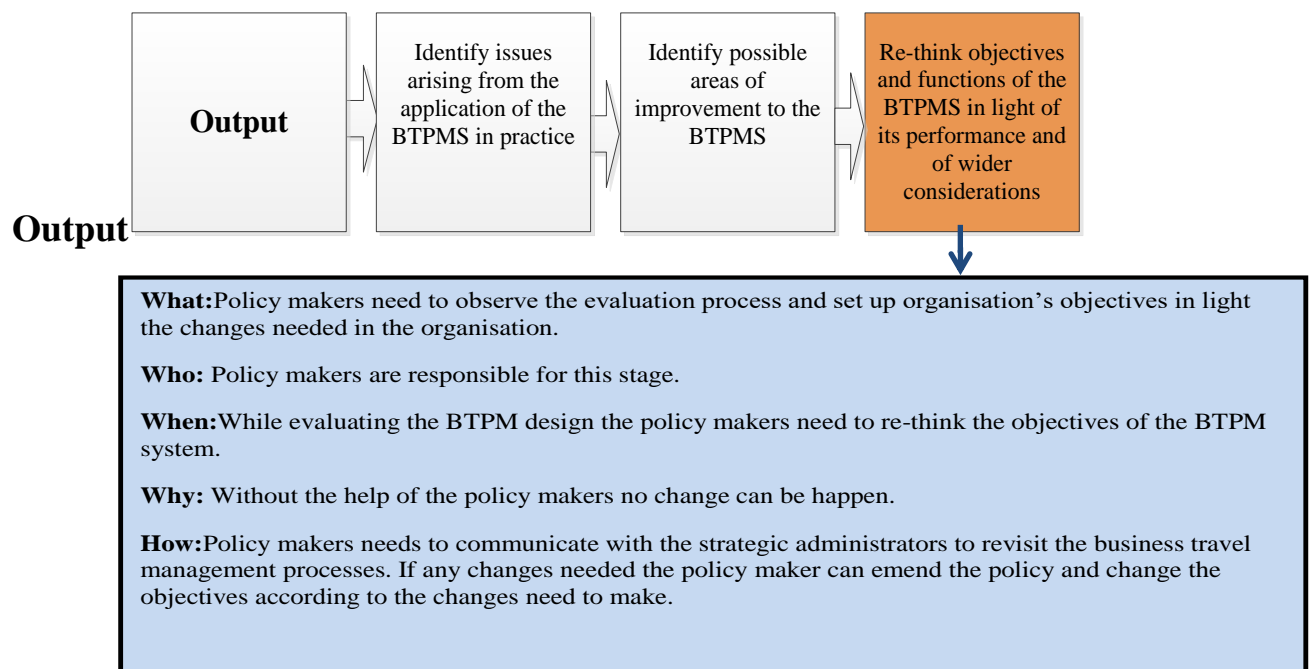 Output
Identify issues
arising from the
application of the
BTPMS in practice
Identify possible
areas of
improvement to the
BTPMS
Re-think objectives
and functions of the
BTPMS in light of
its performance and
of wider
considerations
Output
What:Policy makers need to observe the evaluation process and set up organisation’s objectives in light
the changes needed in the organisation.
Who: Policy makers are responsible for this stage.
When:While evaluating the BTPM design the policy makers need to re-think the objectives of the BTPM
system.
Why: Without the help of the policy makers no change can be happen.
How:Policy makers needs to communicate with the strategic administrators to revisit the business travel
management processes. If any changes needed the policy maker can emend the policy and change the
objectives according to the changes need to make.